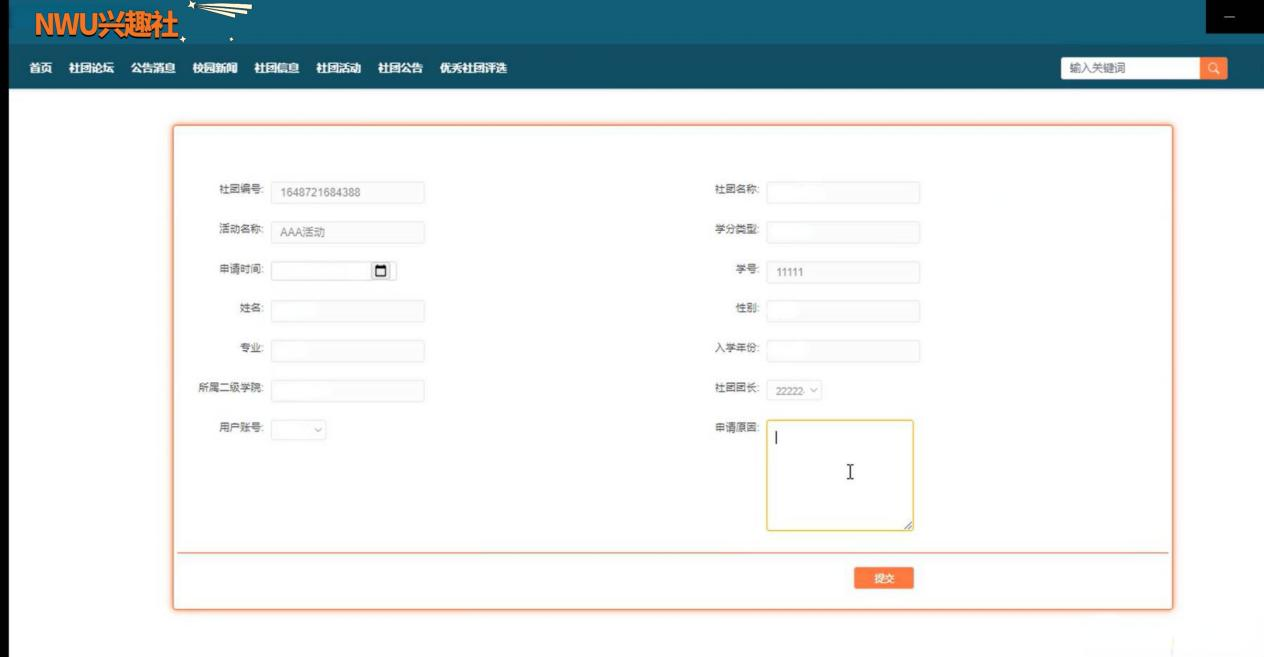 NWU兴趣社
首页 社团论坛 公告消息 校园新闻 社团信息 社团活动 社团公告 优秀社团评选
输入关键词
社团编号: 1648721684388
社团名称:
活动名称: AAA活动
学分类型:
申请时间:
学号: 11111
姓名:
性别:
专业:
入学年份:
所属二级学院:
社团团长: 22222
用户账号:
申请原因:
提交